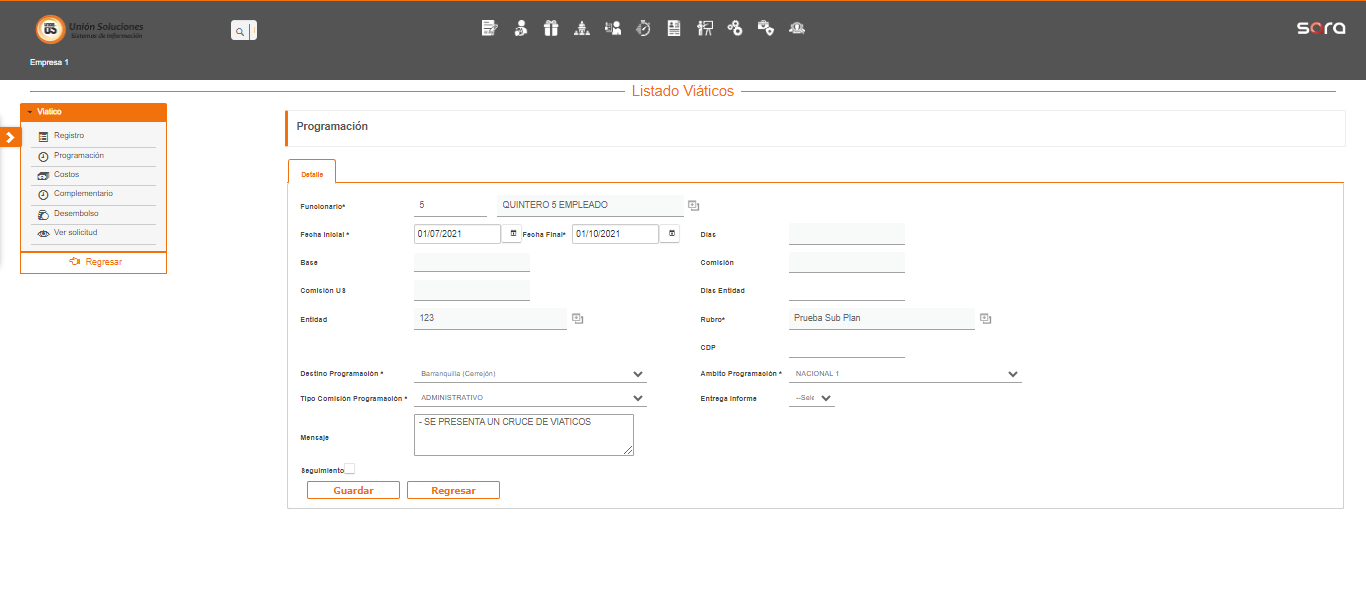 Unión Soluciones
Sistemas de Información
sora
Empresa 1
Listado Viáticos
Viatico
Registro
Programación
Costos
Complementario
Desembolso
Ver solicitud
Regresar
Programación
Detalle
Funcionario* 5 QUINTERO 5 EMPLEADO
Fecha Inicial * 01/07/2021 Fecha Final* 01/10/2021 Días
Base Comisión
Comisión US Días Entidad
Entidad 123 Rubro* Prueba Sub Plan
CDP
Destino Programación * Barranquilla (Cerrejón) Ambito Programación * NACIONAL 1
Tipo Comisión Programación * ADMINISTRATIVO Entrega Informe --Sele
Mensaje - SE PRESENTA UN CRUCE DE VIATICOS
Seguimiento
Guardar Regresar